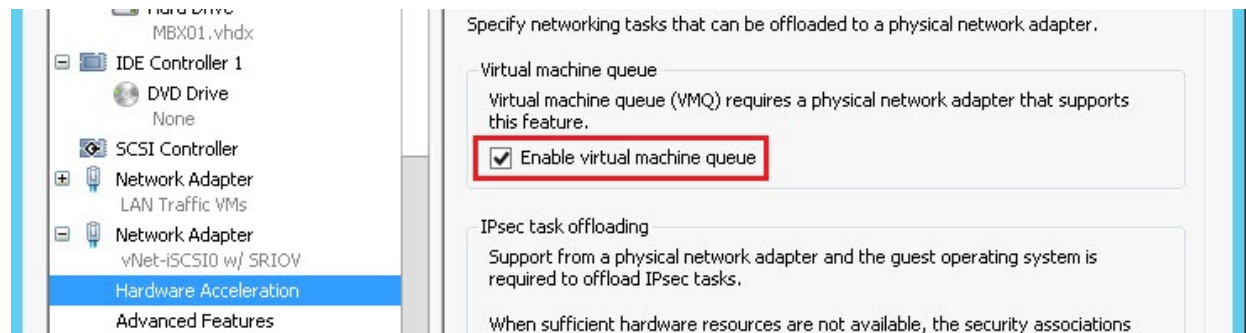 Hard Drive
MBX01.vhdx
IDE Controller 1
DVD Drive
None
SCSI Controller
Network Adapter
LAN Traffic VMs
Network Adapter
vNet-iSCSI0 w/ SRIOV
Hardware Acceleration
Advanced Features
Specify networking tasks that can be offloaded to a physical network adapter.
Virtual machine queue
Virtual machine queue (VMQ) requires a physical network adapter that supports
this feature.
Enable virtual machine queue
IPsec task offloading
Support from a physical network adapter and the guest operating system is
required to offload IPsec tasks.
When sufficient hardware resources are not available, the security associations